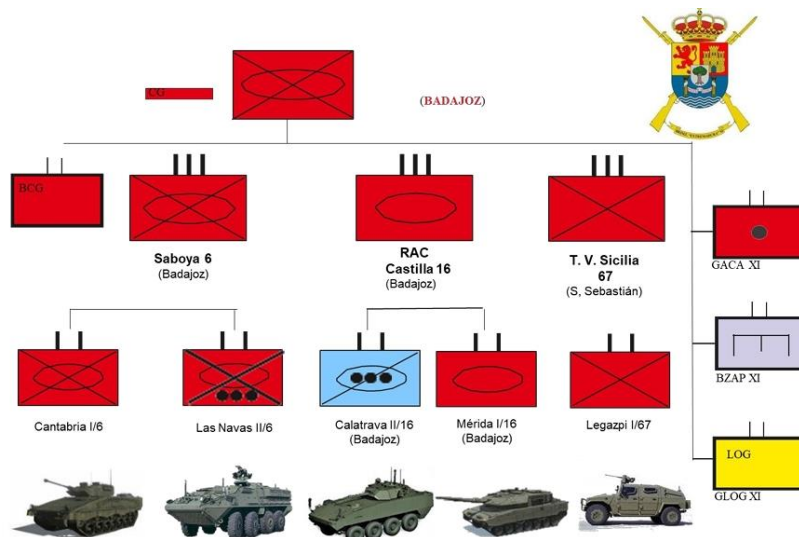 CG
(BADAJOZ)
BCG
Saboya 6
(Badajoz)
RAC
Castilla 16
(Badajoz)
T. V. Sicilia
67
(S, Sebastián)
GACA XI
Cantabria I/6
Las Navas II/6
Calatrava II/16
(Badajoz)
Mérida I/16
(Badajoz)
Legazpi I/67
BZAP XI
LOG
GLOG XI